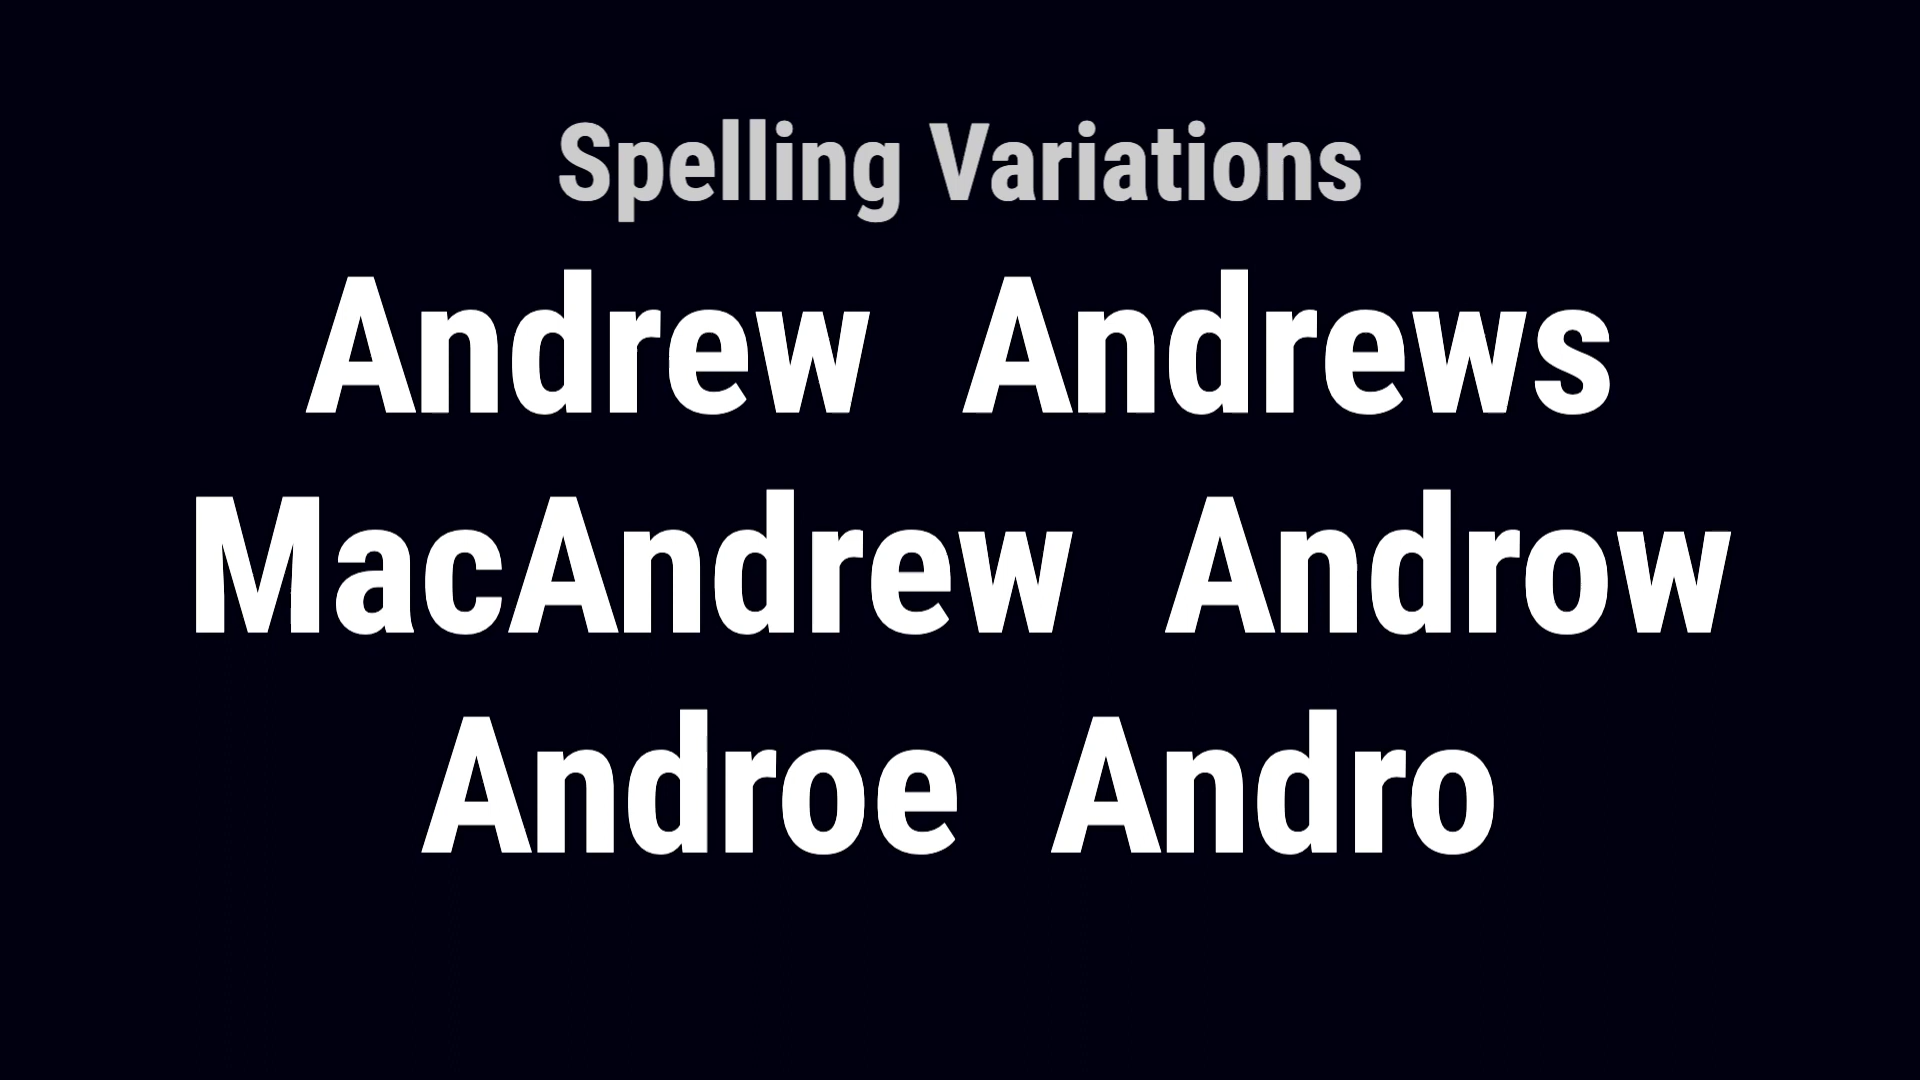 Spelling Variations
Andrew Andrews
MacAndrew Androw
Androe Andro